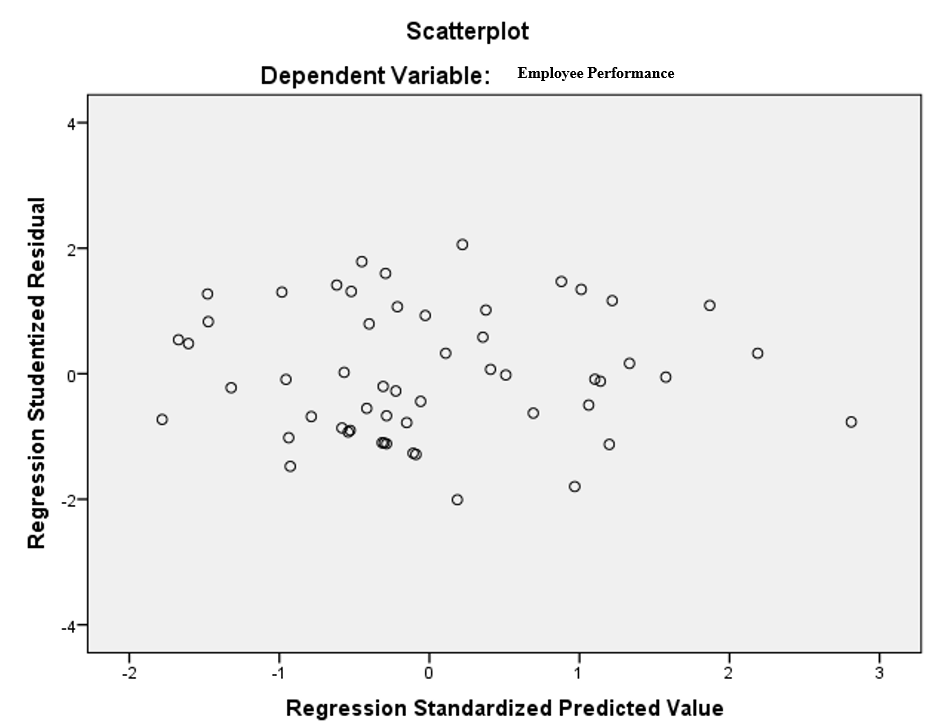 Scatterplot
Dependent Variable: Employee Performance
Regression Studentized Residual
4
2
0
-2
-4
-2 -1 0 1 2 3
Regression Standardized Predicted Value